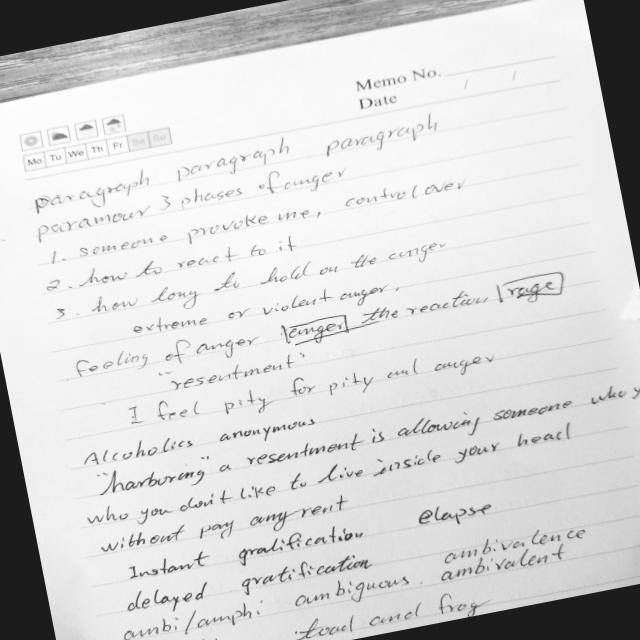 Memo No.
Date / /
Mo Tu We Th Fr Sa Su
paragraph paragraph paragraph
paramour 3 phases of anger
1. someone provoke me, control over
2. how to react to it
3. how long to hold on the anger
extreme or violent anger.
Feeling of anger anger the reaction rage
"resentment"
I feel pity for pity and anger
Alcoholics anonymous
"harboring" a resentment is allowing someone who y
who you don't like to live inside your head
without pay any rent
Instant gratification elapse
delayed gratification ambivalence
ambi/amphi ambiguous. ambivalent
toad and frog